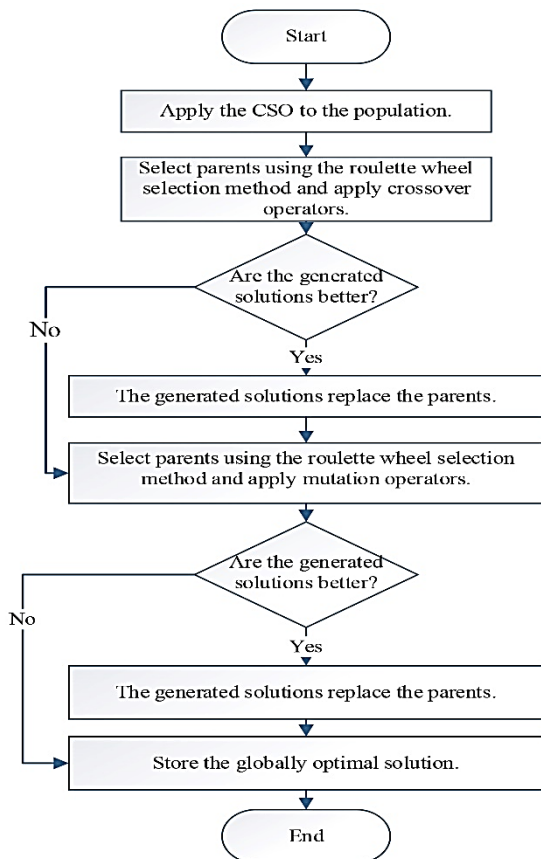 Start
Apply the CSO to the population.
Select parents using the roulette wheel
selection method and apply crossover
operators.
Are the generated
solutions better?
No
Yes
The generated solutions replace the parents.
Select parents using the roulette wheel selection
method and apply mutation operators.
Are the generated
solutions better?
No
Yes
The generated solutions replace the parents.
Store the globally optimal solution.
End